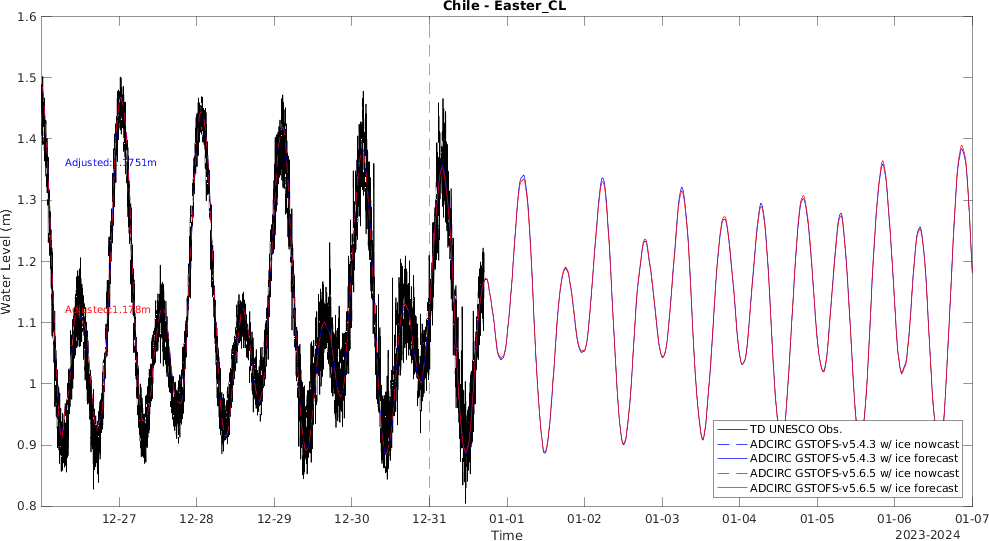 Chile - Easter_CL
1.6
1.5
1.4
1.3
1.2
1.1
1
0.9
0.8
Water Level (m)
Adjusted:1.1751m
Adjusted:1.178m
TD UNESCO Obs.
ADCIRC GSTOFS-v5.4.3 w/ ice nowcast
ADCIRC GSTOFS-v5.4.3 w/ ice forecast
ADCIRC GSTOFS-v5.6.5 w/ ice nowcast
ADCIRC GSTOFS-v5.6.5 w/ ice forecast
12-27 12-28 12-29 12-30 12-31 01-01 01-02 01-03 01-04 01-05 01-06 01-07
Time
2023-2024